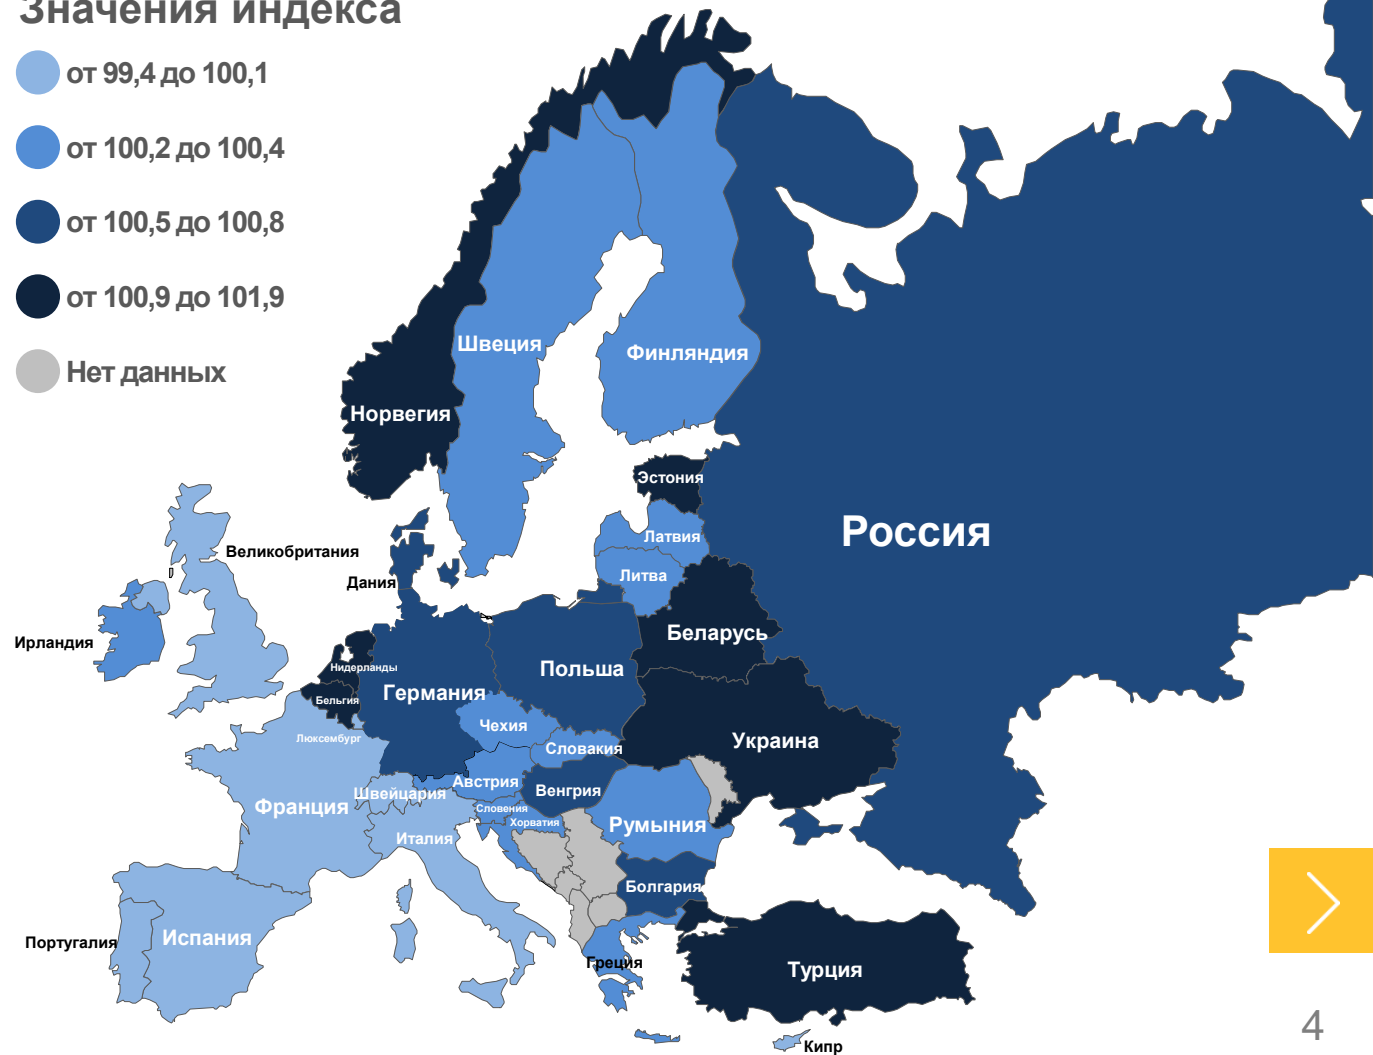 Значения индекса
от 99,4 до 100,1
от 100,2 до 100,4
от 100,5 до 100,8
от 100,9 до 101,9
Нет данных
Швеция
Финляндия
Норвегия
Эстония
Россия
Латвия
Великобритания
Литва
Дания
Беларусь
Ирландия
Нидерланды
Польша
Германия
Бельгия
Чехия
Люксембург
Украина
Словакия
Австрия
Венгрия
Швейцария
Франция
Словения
Хорватия
Румыния
Италия
Болгария
Испания
Португалия
Греция
Турция
Кипр
4